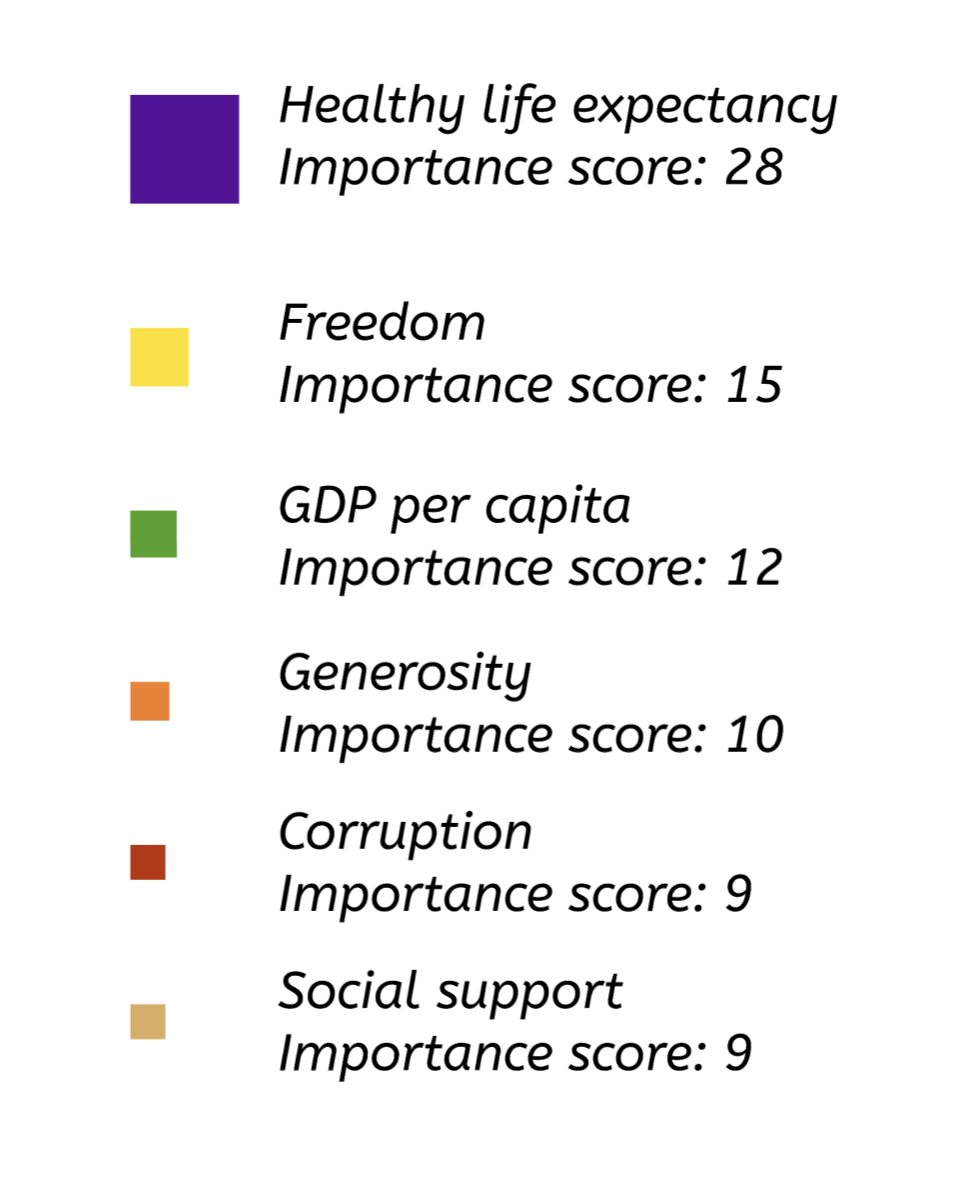 Healthy life expectancy
Importance score: 28
Freedom
Importance score: 15
GDP per capita
Importance score: 12
Generosity
Importance score: 10
Corruption
Importance score: 9
Social support
Importance score: 9